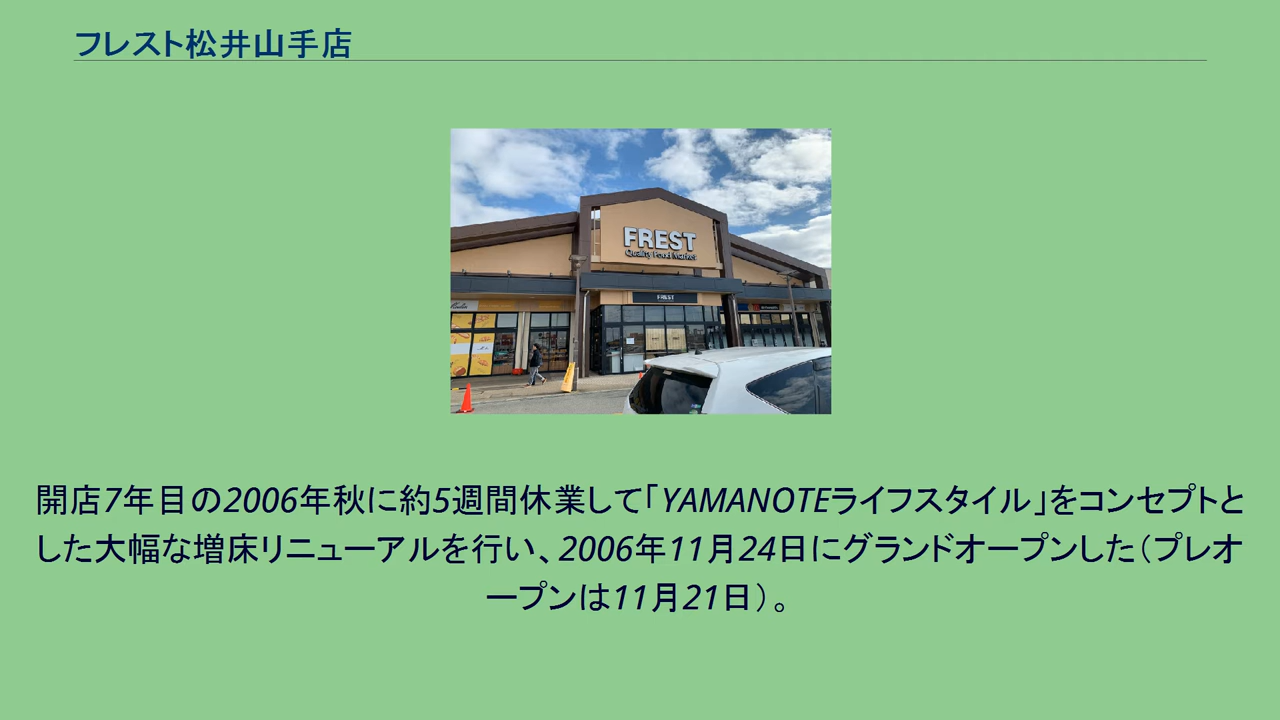 フレスト松井山手店
FREST
Quality Food Market
FREST
開店7年目の2006年秋に約5週間休業して「YAMANOTEライフスタイル」をコンセプトと
した大幅な増床リニューアルを行い、2006年11月24日にグランドオープンした（プレオ
ープンは11月21日）。